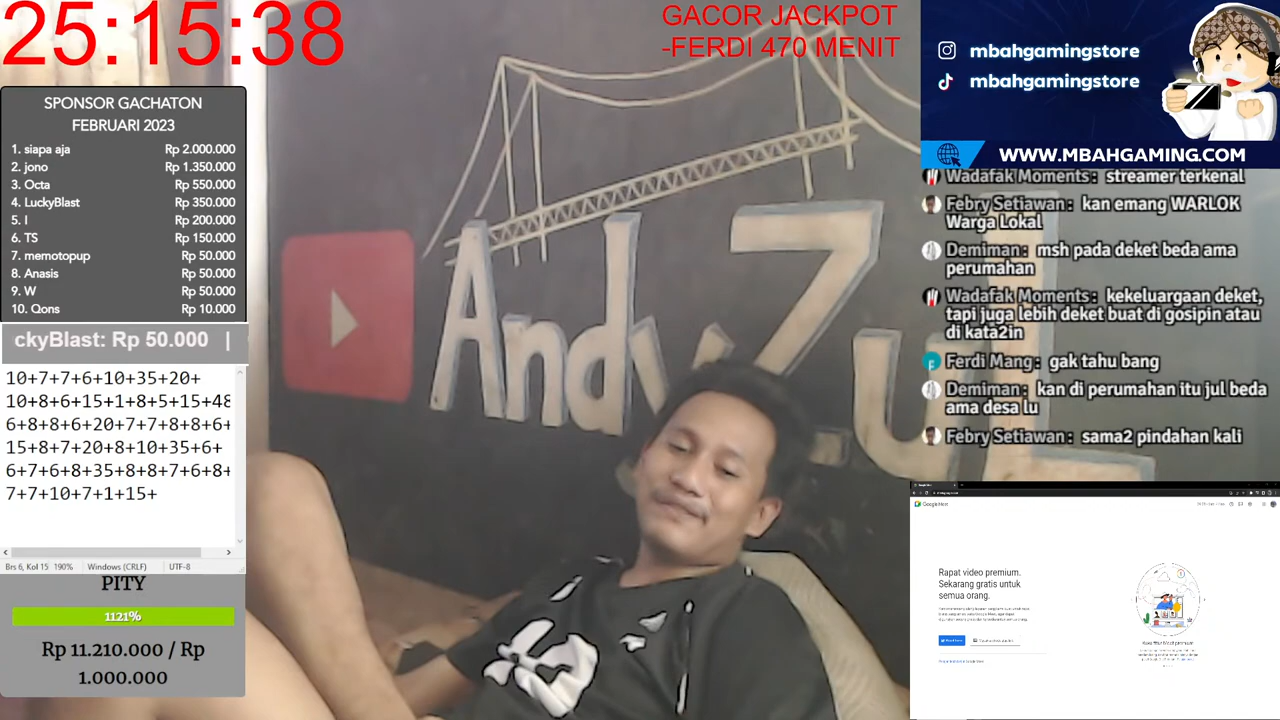 25:15:38
GACOR JACKPOT
-FERDI 470 MENIT
mbahgamingstore
mbahgamingstore
WWW.MBAHGAMING.COM
SPONSOR GACHATON
FEBRUARI 2023
1. siapa aja Rp 2.000.000
2. jono Rp 1.350.000
3. Octa Rp 550.000
4. LuckyBlast Rp 350.000
5. I Rp 200.000
6. TS Rp 150.000
7. memotopup Rp 50.000
8. Anasis Rp 50.000
9. W Rp 50.000
10. Qons Rp 10.000
ckyBlast: Rp 50.000 |
10+7+7+6+10+35+20+
10+8+6+15+1+8+5+15+48
6+8+8+6+20+7+7+8+8+6+
15+8+7+20+8+10+35+6+
6+7+6+8+35+8+8+7+6+8+
7+7+10+7+1+15+
Brs 6, Kol 15 190% Windows (CRLF) UTF-8
PITY
1121%
Rp 11.210.000 / Rp
1.000.000
AndyZuL
Wadafak Moments: streamer terkenal
Febry Setiawan: kan emang WARLOK
Warga Lokal
Demiman: msh pada deket beda ama
perumahan
Wadafak Moments: kekeluargaan deket,
tapi juga lebih deket buat di gosipin atau
di kata2in
Ferdi Mang: gak tahu bang
Demiman: kan di perumahan itu jul beda
ama desa lu
Febry Setiawan: sama2 pindahan kali
Google Meet
Rapat video premium.
Sekarang gratis untuk
semua orang.